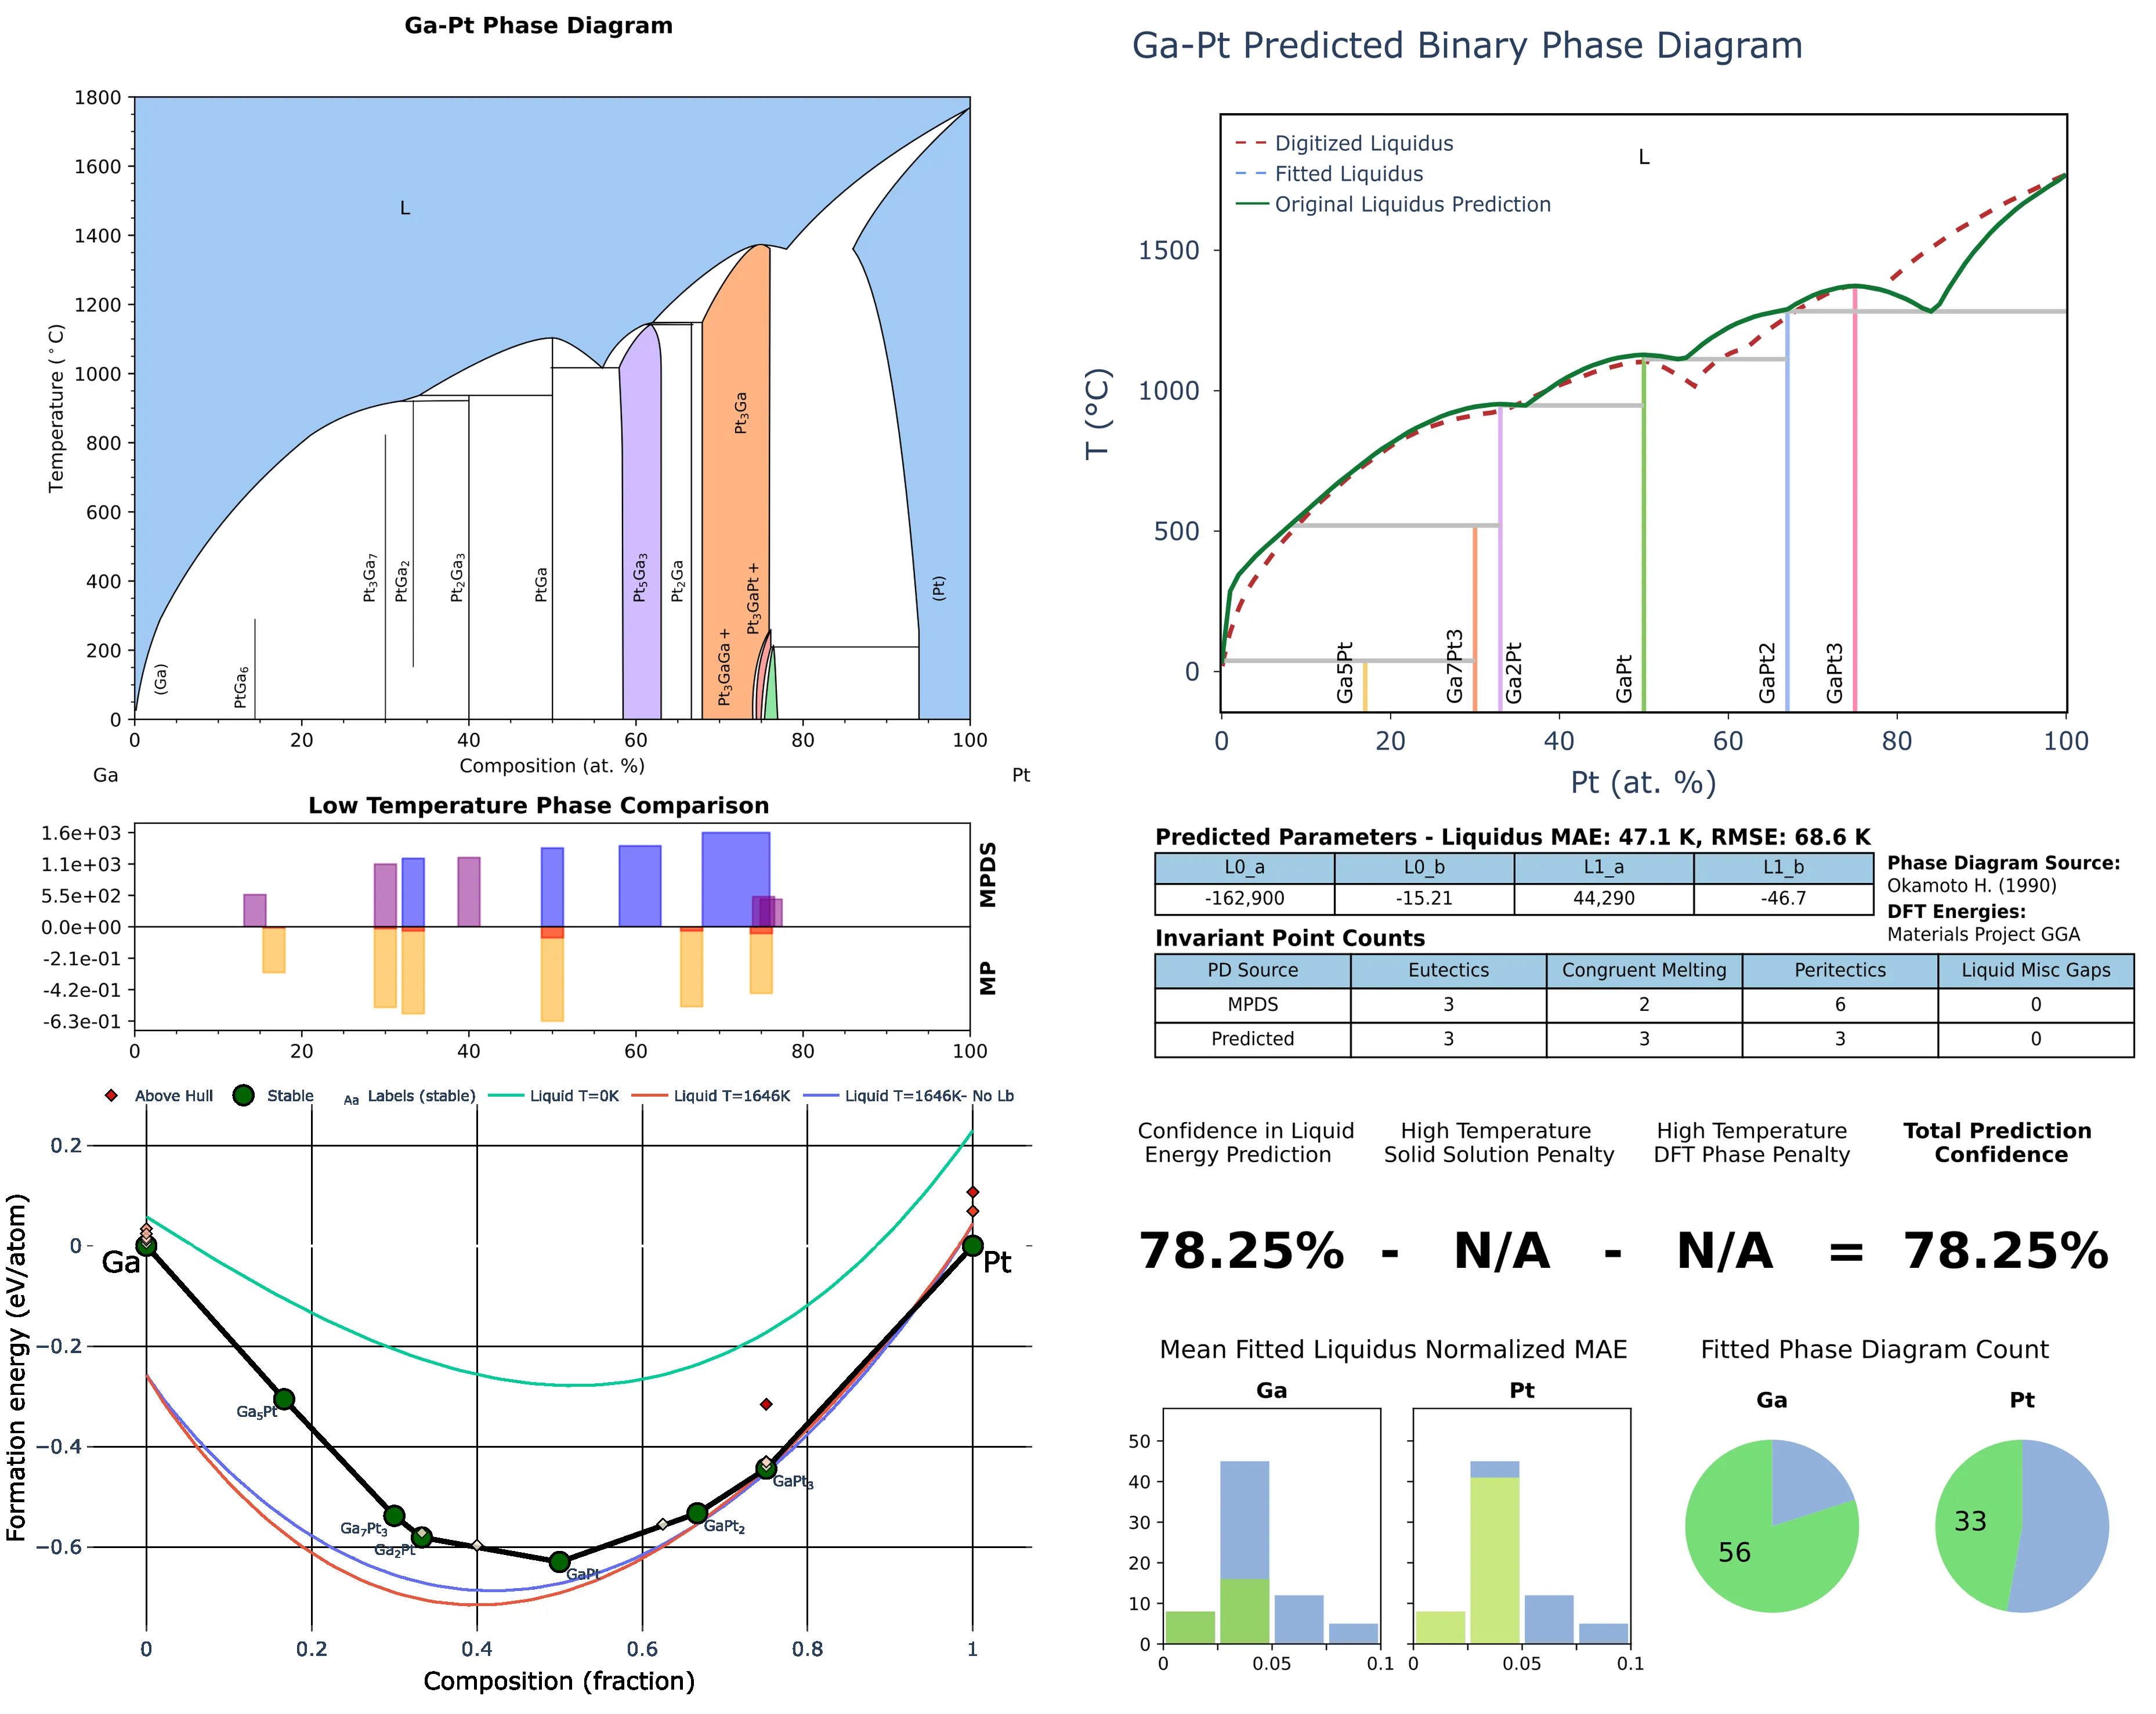 Ga-Pt Phase Diagram
1800
1600
1400
1200
1000
800
600
400
200
0
Temperature (°C)
L
(Ga)
PtGa6
Pt3Ga7
PtGa2
Pt2Ga3
PtGa
Pt5Ga3
Pt2Ga
Pt3Ga
Pt3GaGa +
Pt3GaPt +
(Pt)
0 20 40 60 80 100
Composition (at. %)
Ga Pt
Low Temperature Phase Comparison
1.6e+03
1.1e+03
5.5e+02
0.0e+00
-2.1e-01
-4.2e-01
-6.3e-01
MPDS
MP
0 20 40 60 80 100
Above Hull Stable Aa Labels (stable) Liquid T=0K Liquid T=1646K Liquid T=1646K- No Lb
0.2
0
−0.2
−0.4
−0.6
Formation energy (eV/atom)
Ga
Ga5Pt
Ga7Pt3
Ga2Pt
GaPt
GaPt2
GaPt3
Pt
0 0.2 0.4 0.6 0.8 1
Composition (fraction)
Ga-Pt Predicted Binary Phase Diagram
Digitized Liquidus
Fitted Liquidus
Original Liquidus Prediction
L
1500
1000
500
0
T (°C)
Ga5Pt
Ga7Pt3
Ga2Pt
GaPt
GaPt2
GaPt3
0 20 40 60 80 100
Pt (at. %)
Predicted Parameters - Liquidus MAE: 47.1 K, RMSE: 68.6 K
L0_a L0_b L1_a L1_b
-162,900 -15.21 44,290 -46.7
Phase Diagram Source:
Okamoto H. (1990)
DFT Energies:
Materials Project GGA
Invariant Point Counts
PD Source Eutectics Congruent Melting Peritectics Liquid Misc Gaps
MPDS 3 2 6 0
Predicted 3 3 3 0
Confidence in Liquid Energy Prediction
High Temperature Solid Solution Penalty
High Temperature DFT Phase Penalty
Total Prediction Confidence
78.25% - N/A - N/A = 78.25%
Mean Fitted Liquidus Normalized MAE
Ga Pt
50
40
30
20
10
0
0 0.05 0.1
0 0.05 0.1
Fitted Phase Diagram Count
Ga Pt
56
33